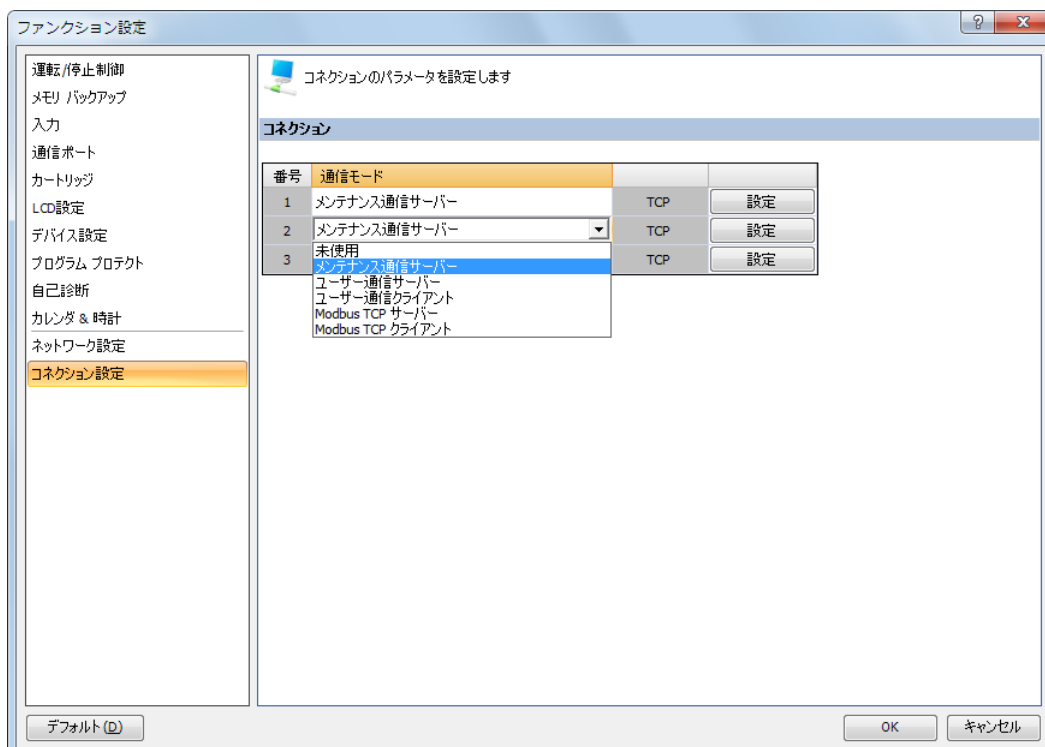 ファンクション設定
?
運転/停止制御
メモリ バックアップ
入力
通信ポート
カートリッジ
LCD設定
デバイス設定
プログラム プロテクト
自己診断
カレンダ & 時計
ネットワーク設定
コネクション設定
コネクションのパラメータを設定します
コネクション
番号 通信モード
1 メンテナンス通信サーバー TCP 設定
2 メンテナンス通信サーバー TCP 設定
3 TCP 設定
未使用
メンテナンス通信サーバー
ユーザー通信サーバー
ユーザー通信クライアント
Modbus TCP サーバー
Modbus TCP クライアント
デフォルト(D) OK キャンセル